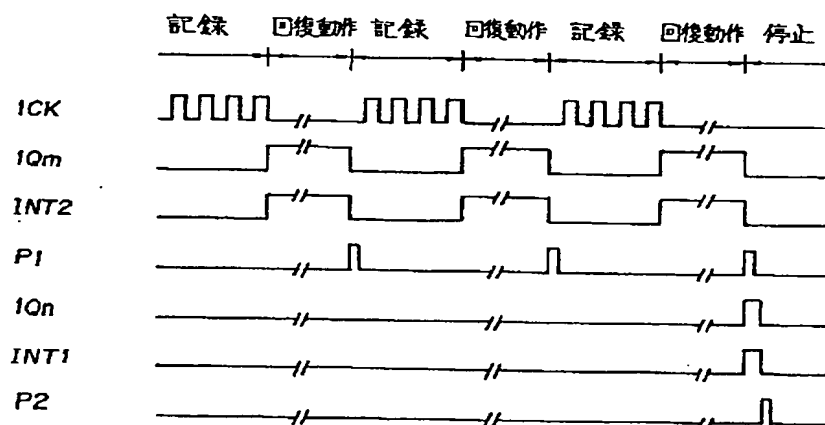 記録 回復動作 記録 回復動作 記録 回復動作 停止
1CK
1Qm
INT2
P1
1Qn
INT1
P2